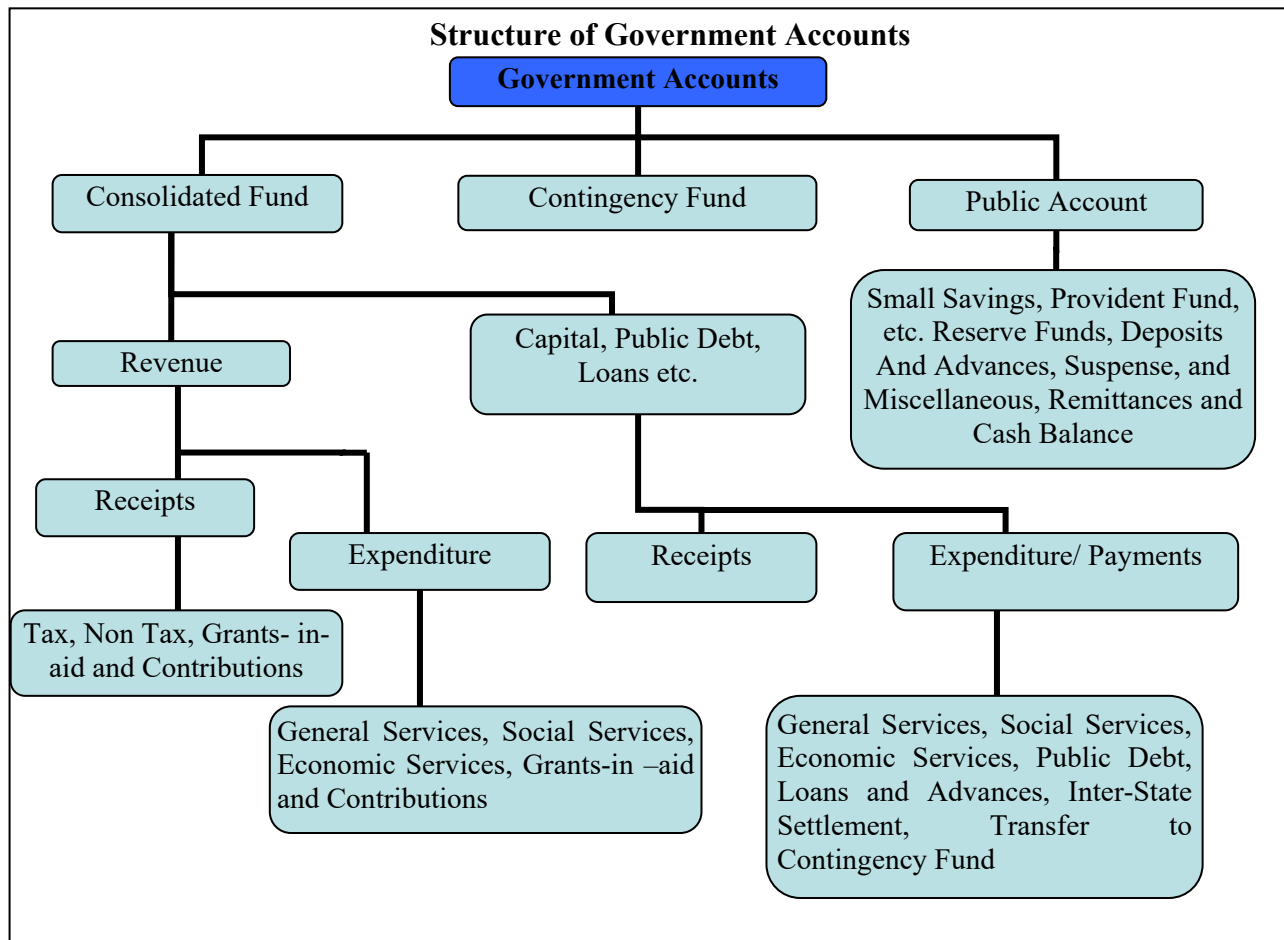 Structure of Government Accounts
Government Accounts
Consolidated Fund
Contingency Fund
Public Account
Small Savings, Provident Fund,
etc. Reserve Funds, Deposits
And Advances, Suspense, and
Miscellaneous, Remittances and
Cash Balance
Revenue
Capital, Public Debt,
Loans etc.
Receipts
Expenditure
Receipts
Expenditure/ Payments
Tax, Non Tax, Grants- in-
aid and Contributions
General Services, Social Services,
Economic Services, Grants-in –aid
and Contributions
General Services, Social Services,
Economic Services, Public Debt,
Loans and Advances, Inter-State
Settlement, Transfer to
Contingency Fund